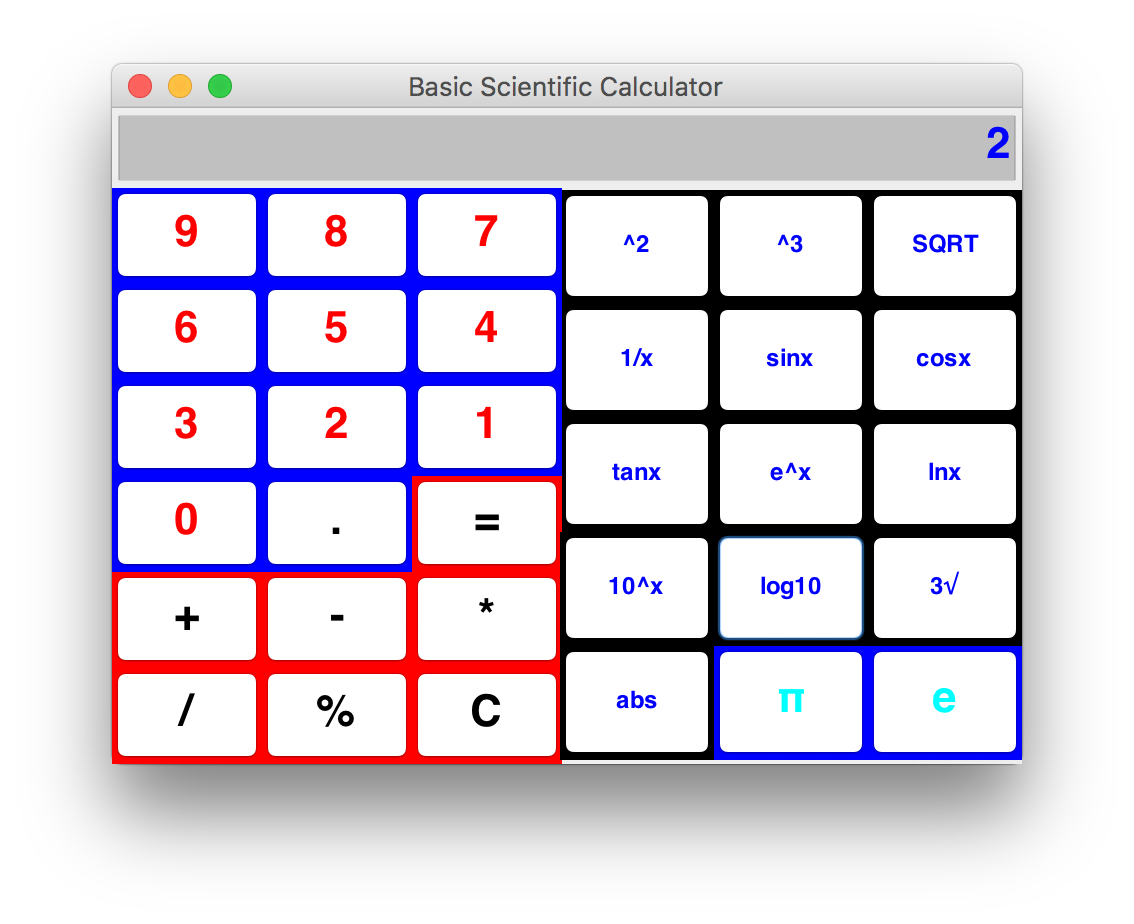 Basic Scientific Calculator
2
9 8 7
^2 ^3 SQRT
6 5 4
1/x sinx cosx
3 2 1
tanx e^x lnx
0 . =
10^x log10 3√
+ - *
abs π e
/ % C